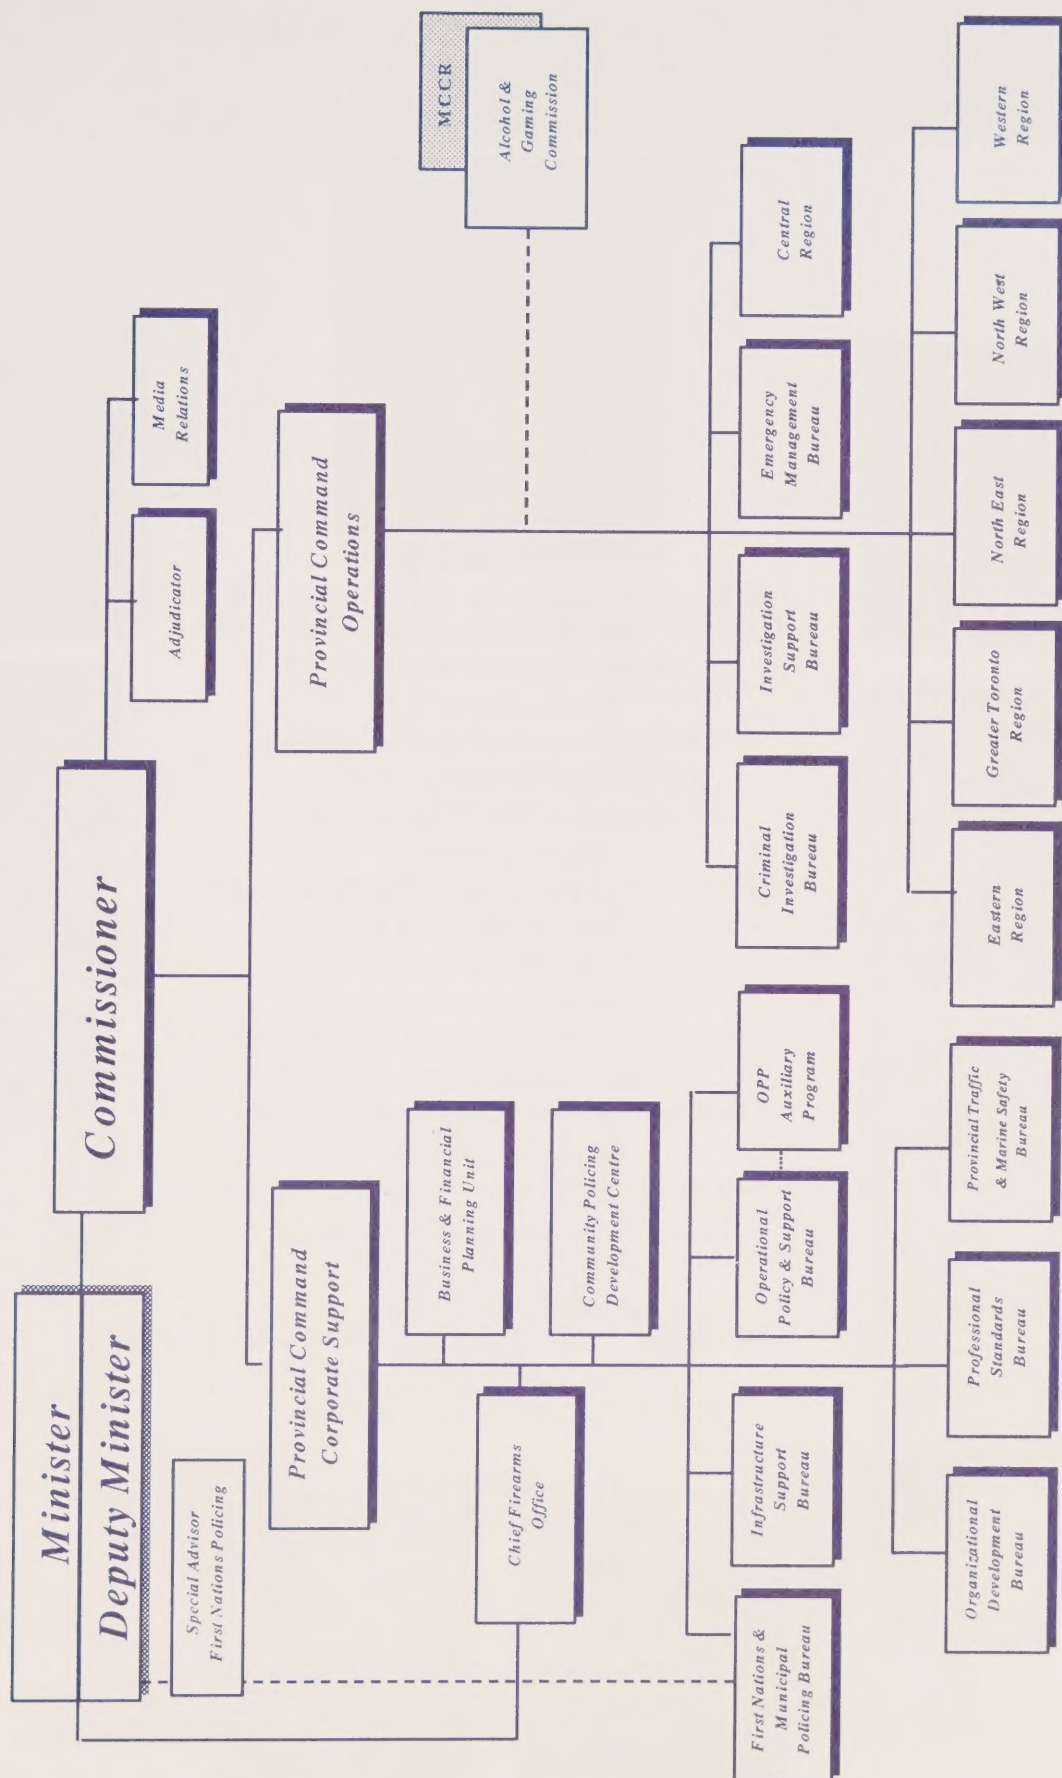 Minister
Deputy Minister
Commissioner
Media
Relations
Adjudicator
Special Advisor
First Nations Policing
Provincial Command
Corporate Support
Provincial Command
Operations
Business & Financial
Planning Unit
Chief Firearms
Office
Community Policing
Development Centre
MCCR
Alcohol &
Gaming
Commission
First Nations &
Municipal
Policing Bureau
Infrastructure
Support
Bureau
Operational
Policy & Support
Bureau
OPP
Auxiliary
Program
Criminal
Investigation
Bureau
Investigation
Support
Bureau
Emergency
Management
Bureau
Central
Region
Organizational
Development
Bureau
Professional
Standards
Bureau
Provincial Traffic
& Marine Safety
Bureau
Eastern
Region
Greater Toronto
Region
North East
Region
North West
Region
Western
Region